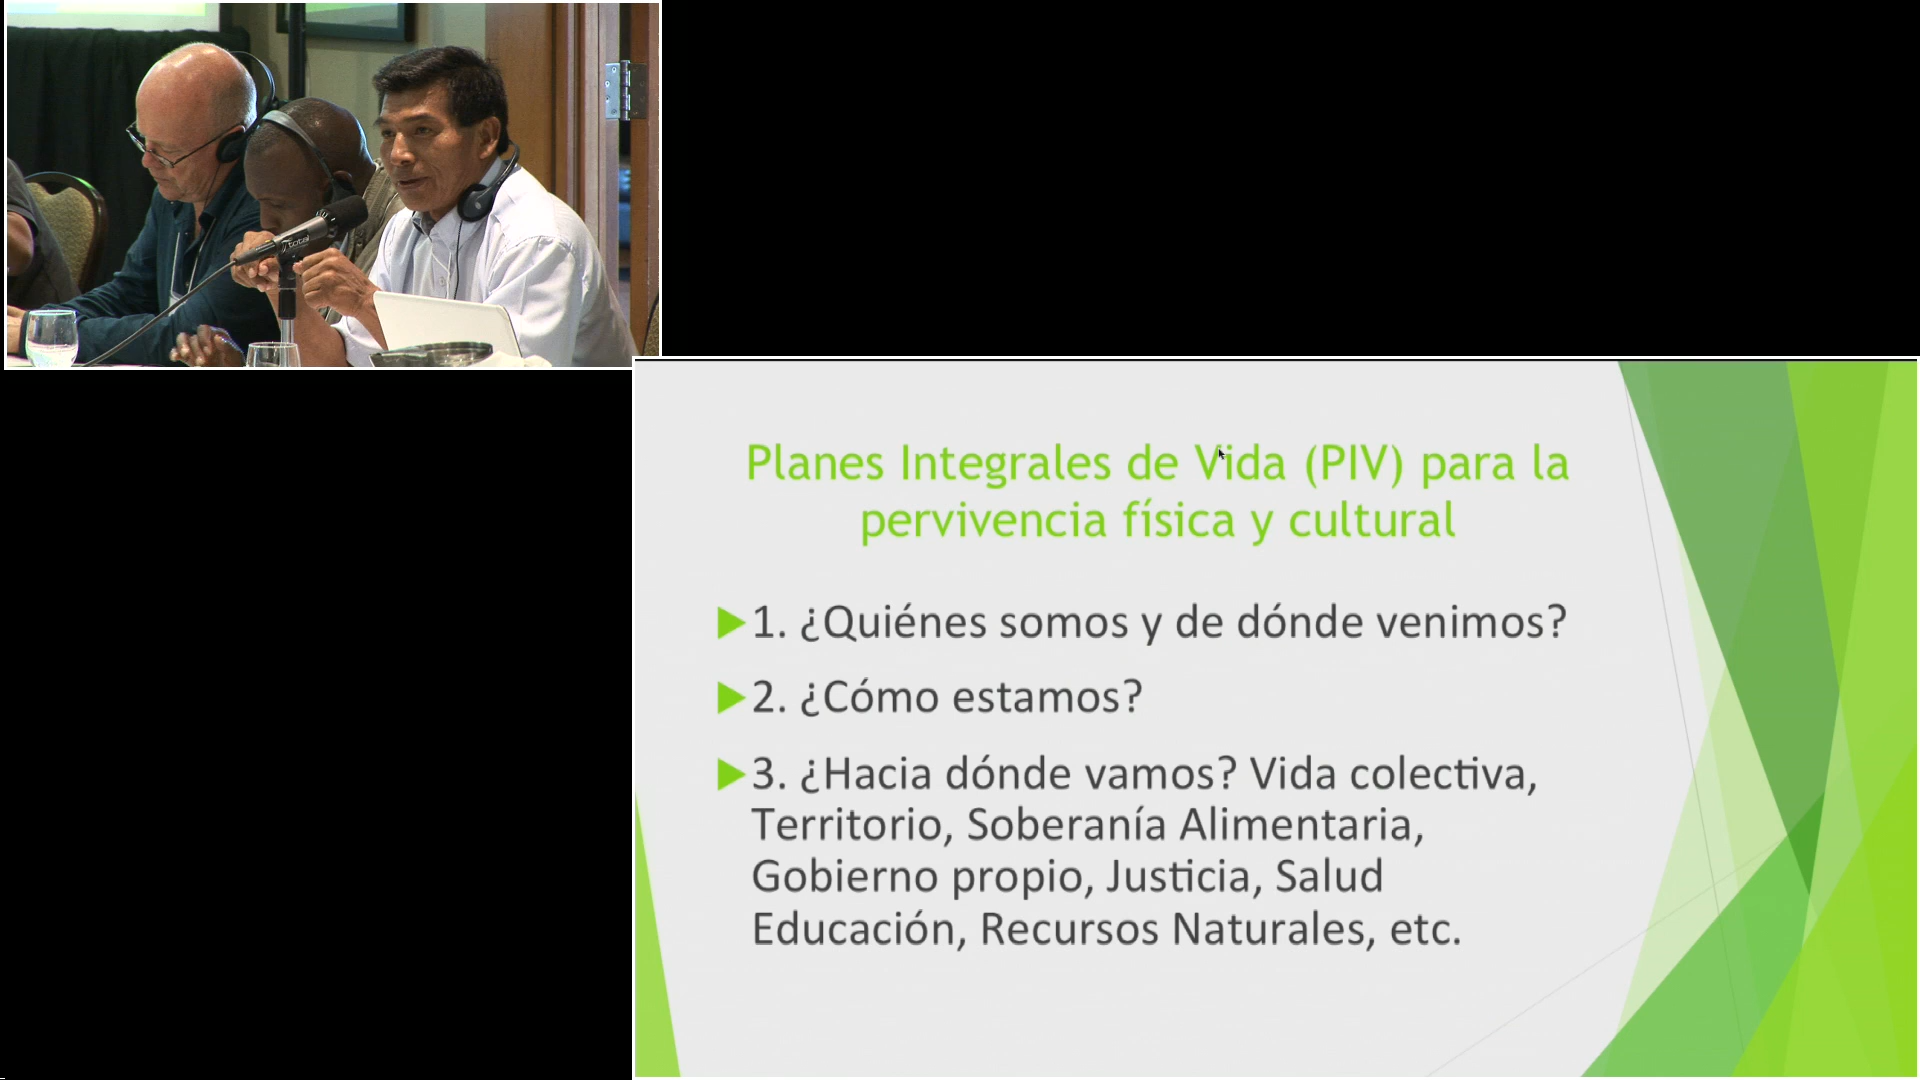 total
Planes Integrales de Vida (PIV) para la
pervivencia física y cultural
1. ¿Quiénes somos y de dónde venimos?
2. ¿Cómo estamos?
3. ¿Hacia dónde vamos? Vida colectiva,
Territorio, Soberanía Alimentaria,
Gobierno propio, Justicia, Salud
Educación, Recursos Naturales, etc.